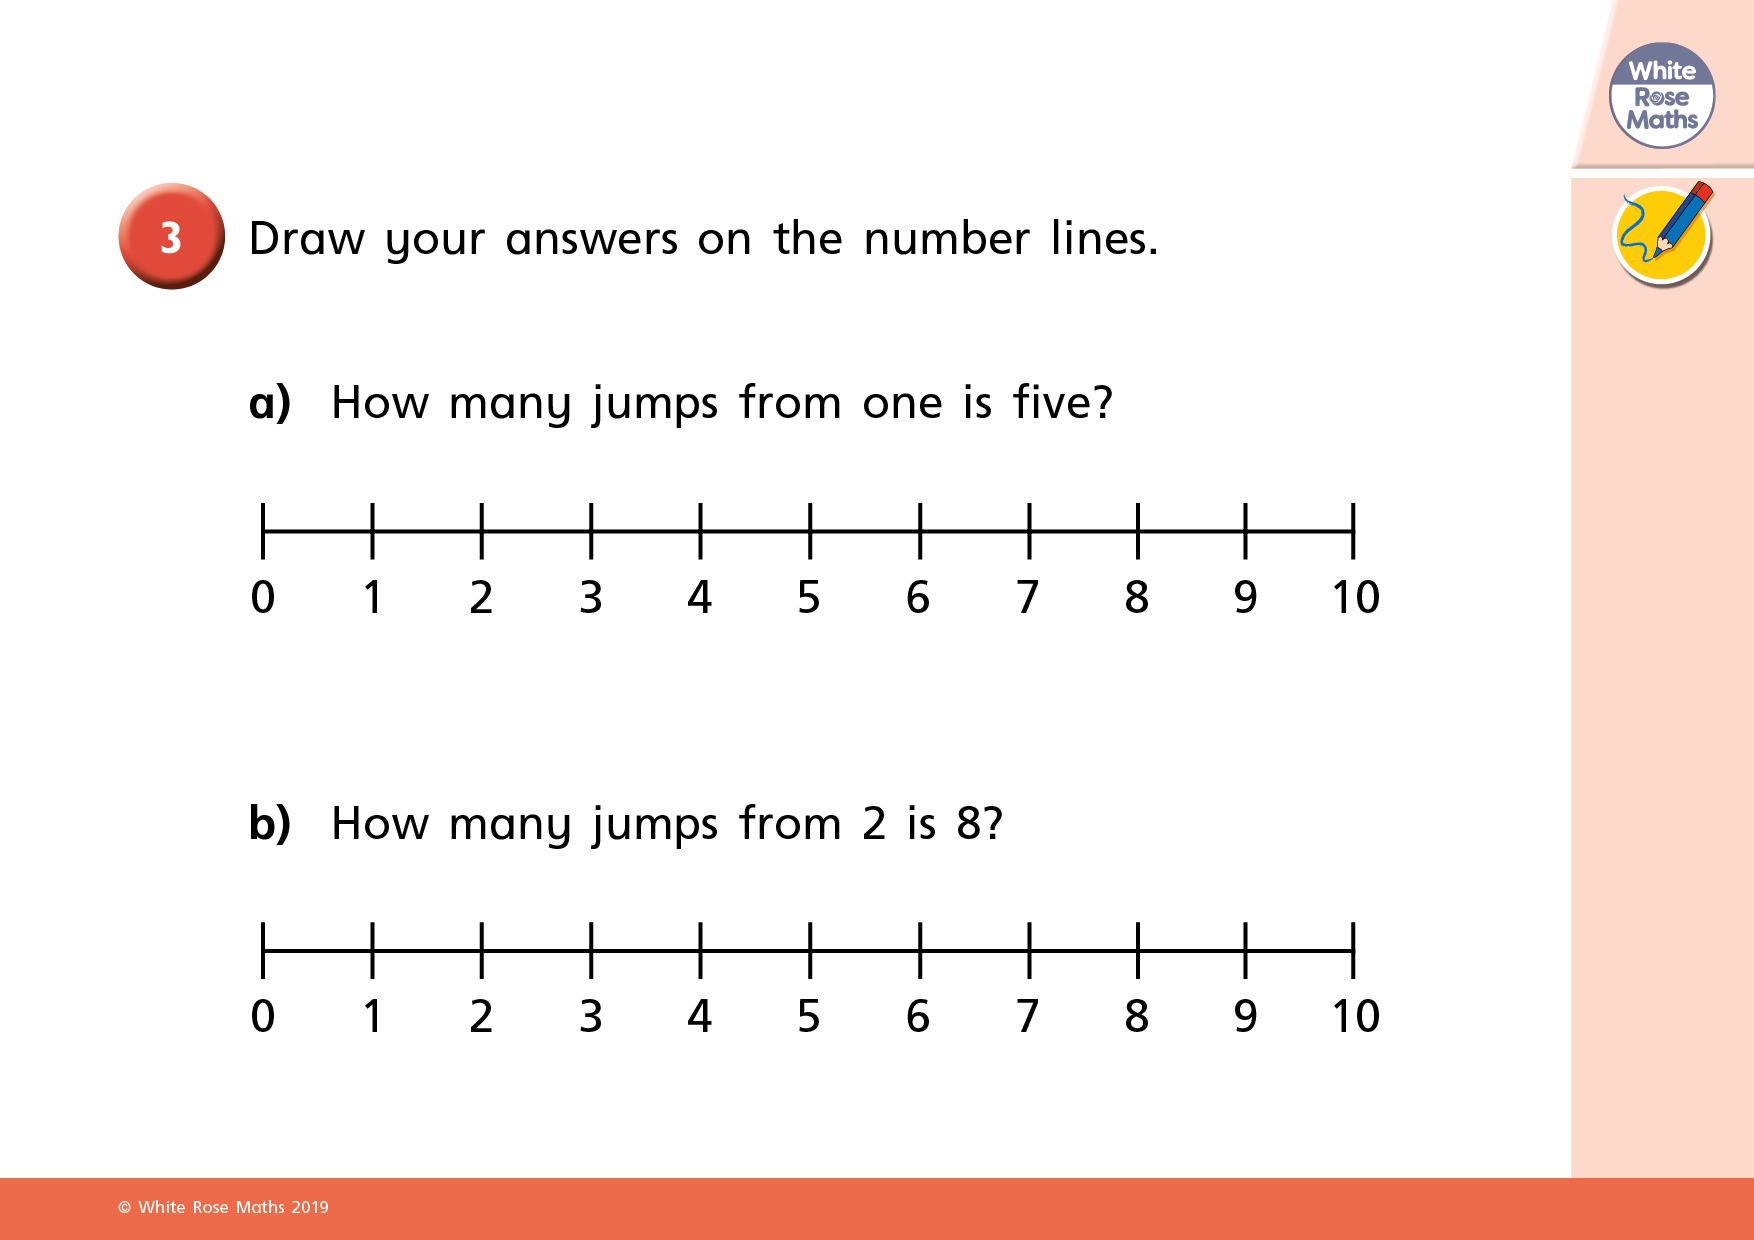 White
Rose
Maths
3 Draw your answers on the number lines.
a) How many jumps from one is five?
0 1 2 3 4 5 6 7 8 9 10
b) How many jumps from 2 is 8?
0 1 2 3 4 5 6 7 8 9 10
© White Rose Maths 2019